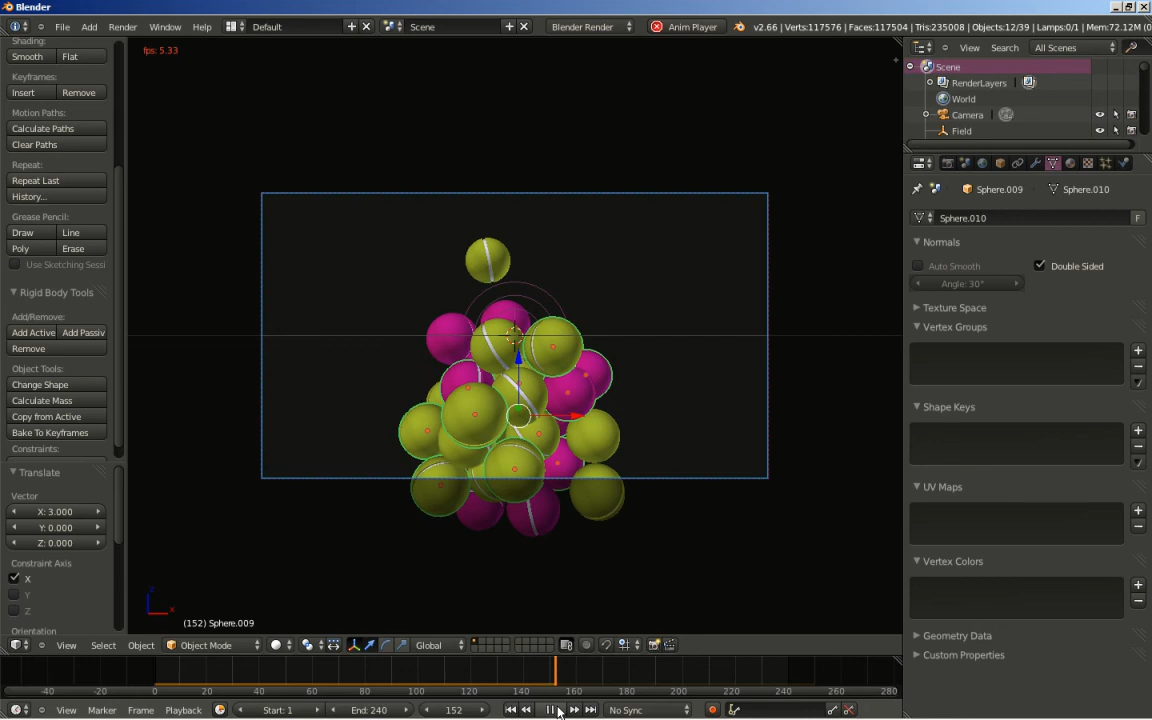 Blender
File Add Render Window Help Default Scene Blender Render Anim Player v2.66 | Verts:117576 | Faces:117504 | Tris:235008 | Objects:12/39 | Lamps:0/1 | Mem:72.12M
Shading:
Smooth Flat
Keyframes:
Insert Remove
Motion Paths:
Calculate Paths
Clear Paths
Repeat:
Repeat Last
History...
Grease Pencil:
Draw Line
Poly Erase
Use Sketching Sessi
Rigid Body Tools
Add/Remove:
Add Active Add Passiv
Remove
Object Tools:
Change Shape
Calculate Mass
Copy from Active
Bake To Keyframes
Constraints:
Translate
Vector
X: 3.000
Y: 0.000
Z: 0.000
Constraint Axis
X
Y
Z
Orientation
fps: 5.33
z
x
(152) Sphere.009
View Select Object Object Mode Global
-40 -20 0 20 40 60 80 100 120 140 160 180 200 220 240 260 280
View Marker Frame Playback Start: 1 End: 240 152 No Sync
View Search All Scenes
Scene
RenderLayers
World
Camera
Field
Sphere.009 Sphere.010
Sphere.010 F
Normals
Auto Smooth Double Sided
Angle: 30°
Texture Space
Vertex Groups
Shape Keys
UV Maps
Vertex Colors
Geometry Data
Custom Properties